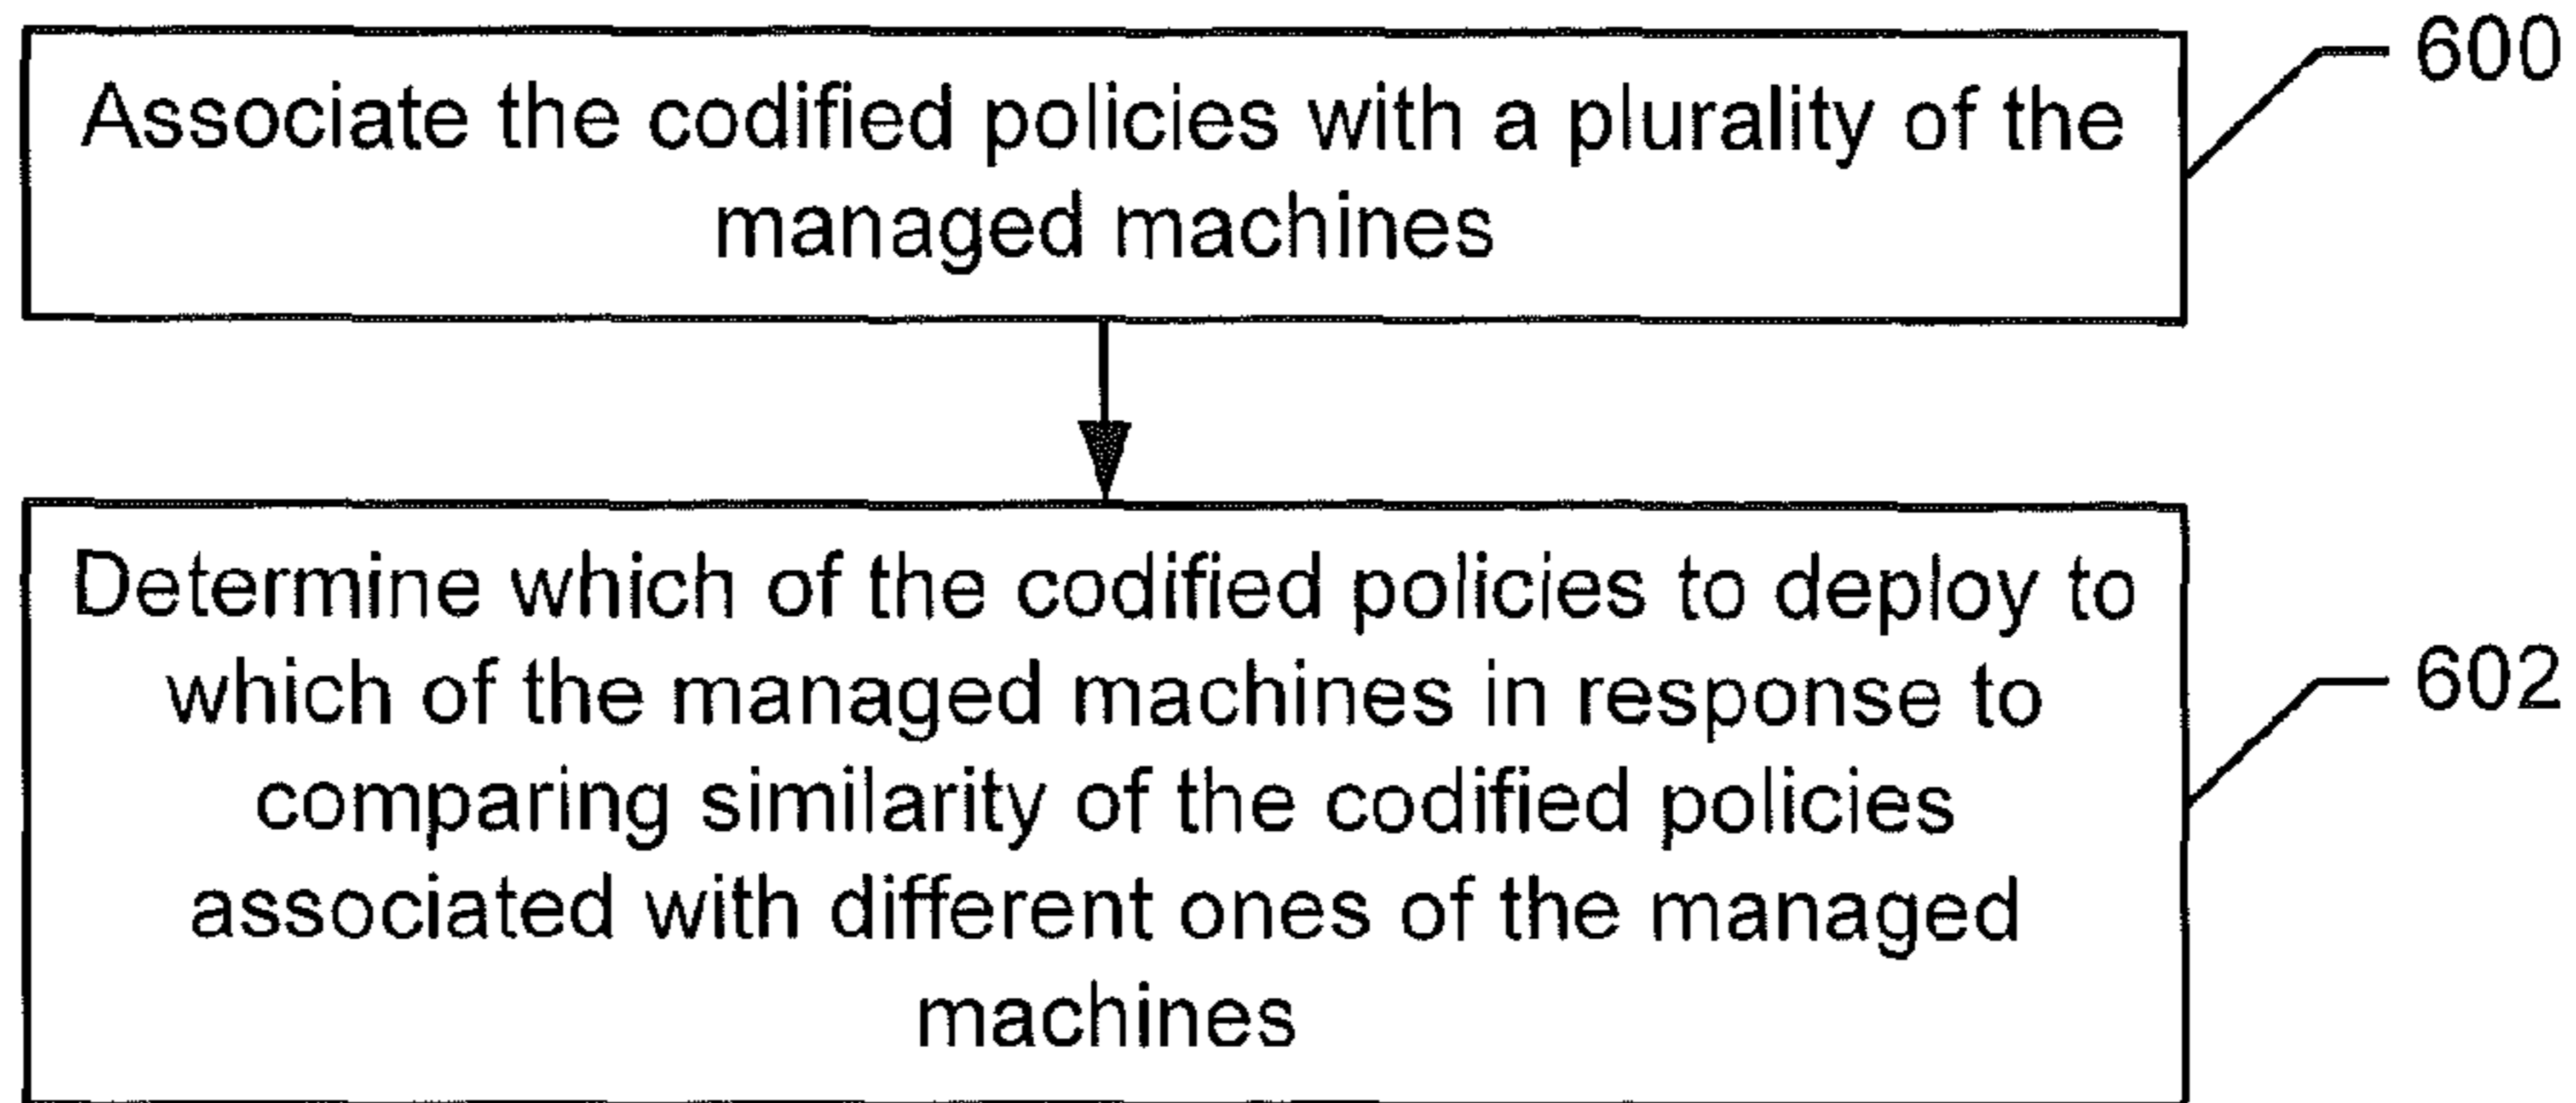 Associate the codified policies with a plurality of the
managed machines
600
Determine which of the codified policies to deploy to
which of the managed machines in response to
comparing similarity of the codified policies
associated with different ones of the managed
machines
602